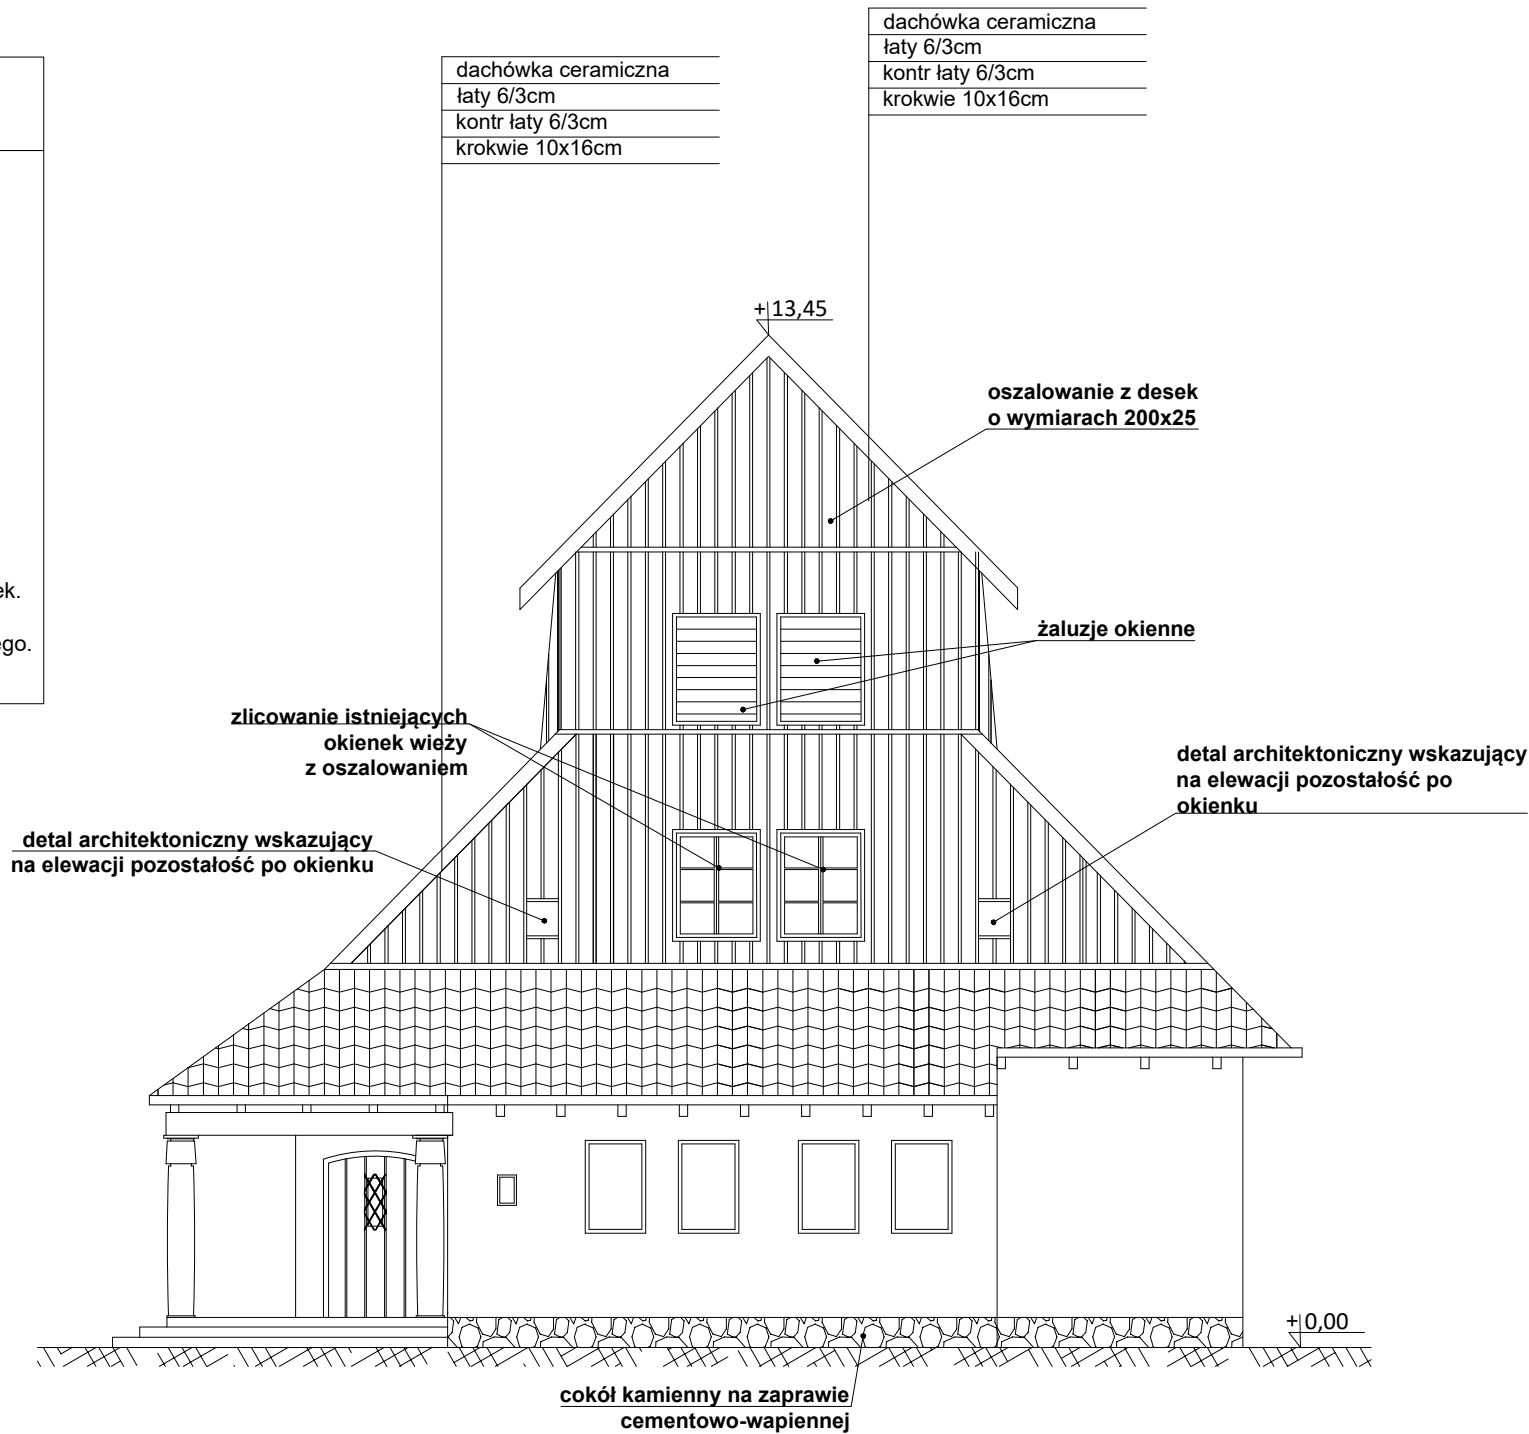 dachówka ceramiczna
łaty 6/3cm
kontr łaty 6/3cm
krokwie 10x16cm
dachówka ceramiczna
łaty 6/3cm
kontr łaty 6/3cm
krokwie 10x16cm
+13,45
oszalowanie z desek
o wymiarach 200x25
żaluzje okienne
zlicowanie istniejących
okienek wieży
z oszalowaniem
detal architektoniczny wskazujący
na elewacji pozostałość po
okienku
detal architektoniczny wskazujący
na elewacji pozostałość po okienku
+0,00
cokół kamienny na zaprawie
cementowo-wapiennej